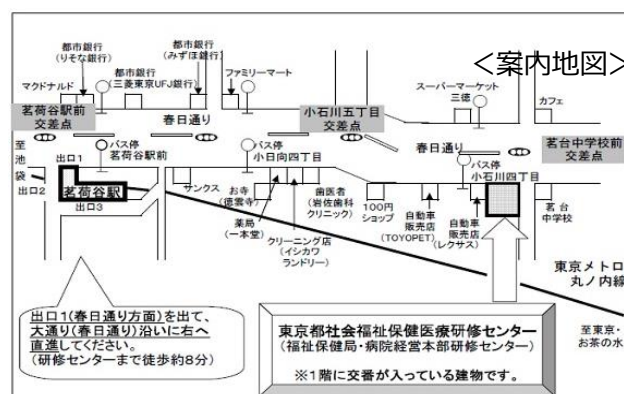 ＜案内地図＞
都市銀行
(りそな銀行)
都市銀行
(みずほ銀行)
マクドナルド
都市銀行
(三菱東京UFJ銀行)
ファミリーマート
スーパーマーケット
三徳
カフェ
茗荷谷駅前
交差点
春日通り
小石川五丁目
交差点
春日通り
茗台中学校前
交差点
至池袋
出口1
バス停
茗荷谷駅前
バス停
小日向四丁目
バス停
小石川四丁目
出口2
茗荷谷駅
出口3
サンクス
お寺
(徳雲寺)
薬局
(一本堂)
クリーニング店
(イシカワ
ランドリー)
歯医者
(岩佐歯科
クリニック)
100円
ショップ
自動車
販売店
(TOYOPET)
自動車
販売店
(レクサス)
茗台
中学校
東京メトロ
丸ノ内線
出口1(春日通り方面)を出て、
大通り(春日通り)沿いに右へ
直進してください。
(研修センターまで徒歩約8分)
東京都社会福祉保健医療研修センター
(福祉保健局・病院経営本部研修センター)
※1階に交番が入っている建物です。
至東京・
お茶の水